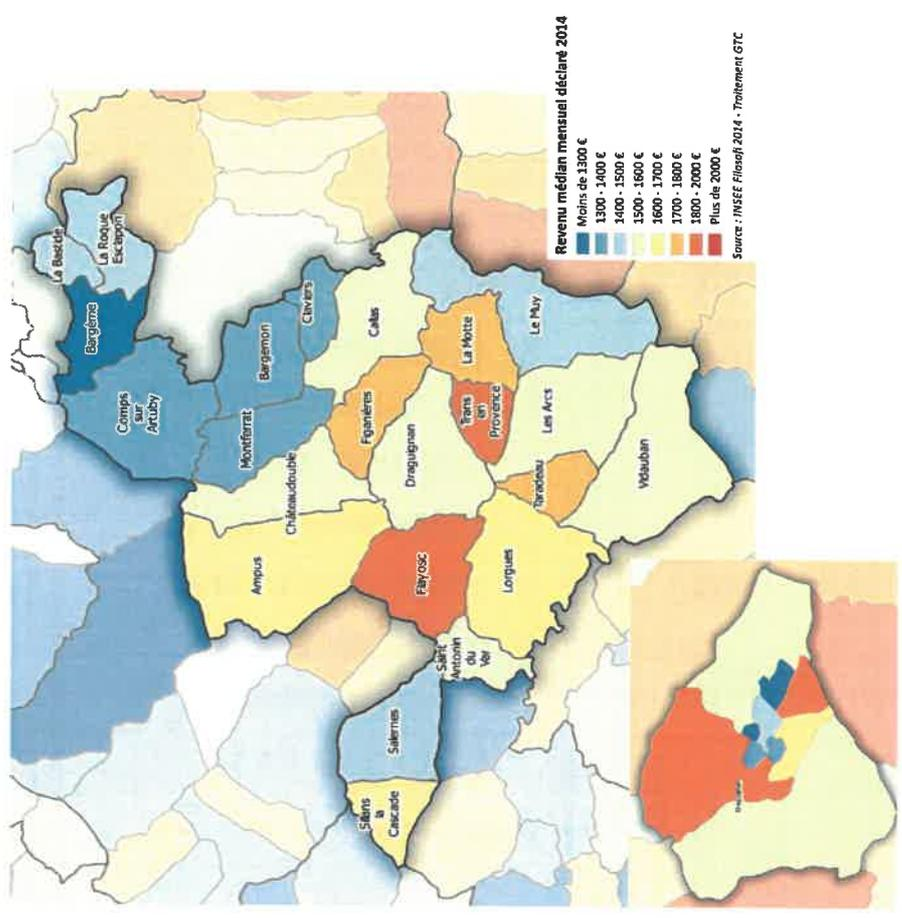 La Bastide
La Roque
Esclapon
Bargème
Comps
sur
Artuby
Bargemon
Claviers
Montferrat
Châteaudouble
Callas
Figanières
La Motte
Le Muy
Ampus
Draguignan
Trans
en
Provence
Les Arcs
Flayosc
Taradeau
Vidauban
Lorgues
Saint
Antonin
du
Var
Salernes
Sillans
la
Cascade
Revenu médian mensuel déclaré 2014
Moins de 1300 €
1300 - 1400 €
1400 - 1500 €
1500 - 1600 €
1600 - 1700 €
1700 - 1800 €
1800 - 2000 €
Plus de 2000 €
Source : INSEE Filosofi 2014 - Traitement GTC